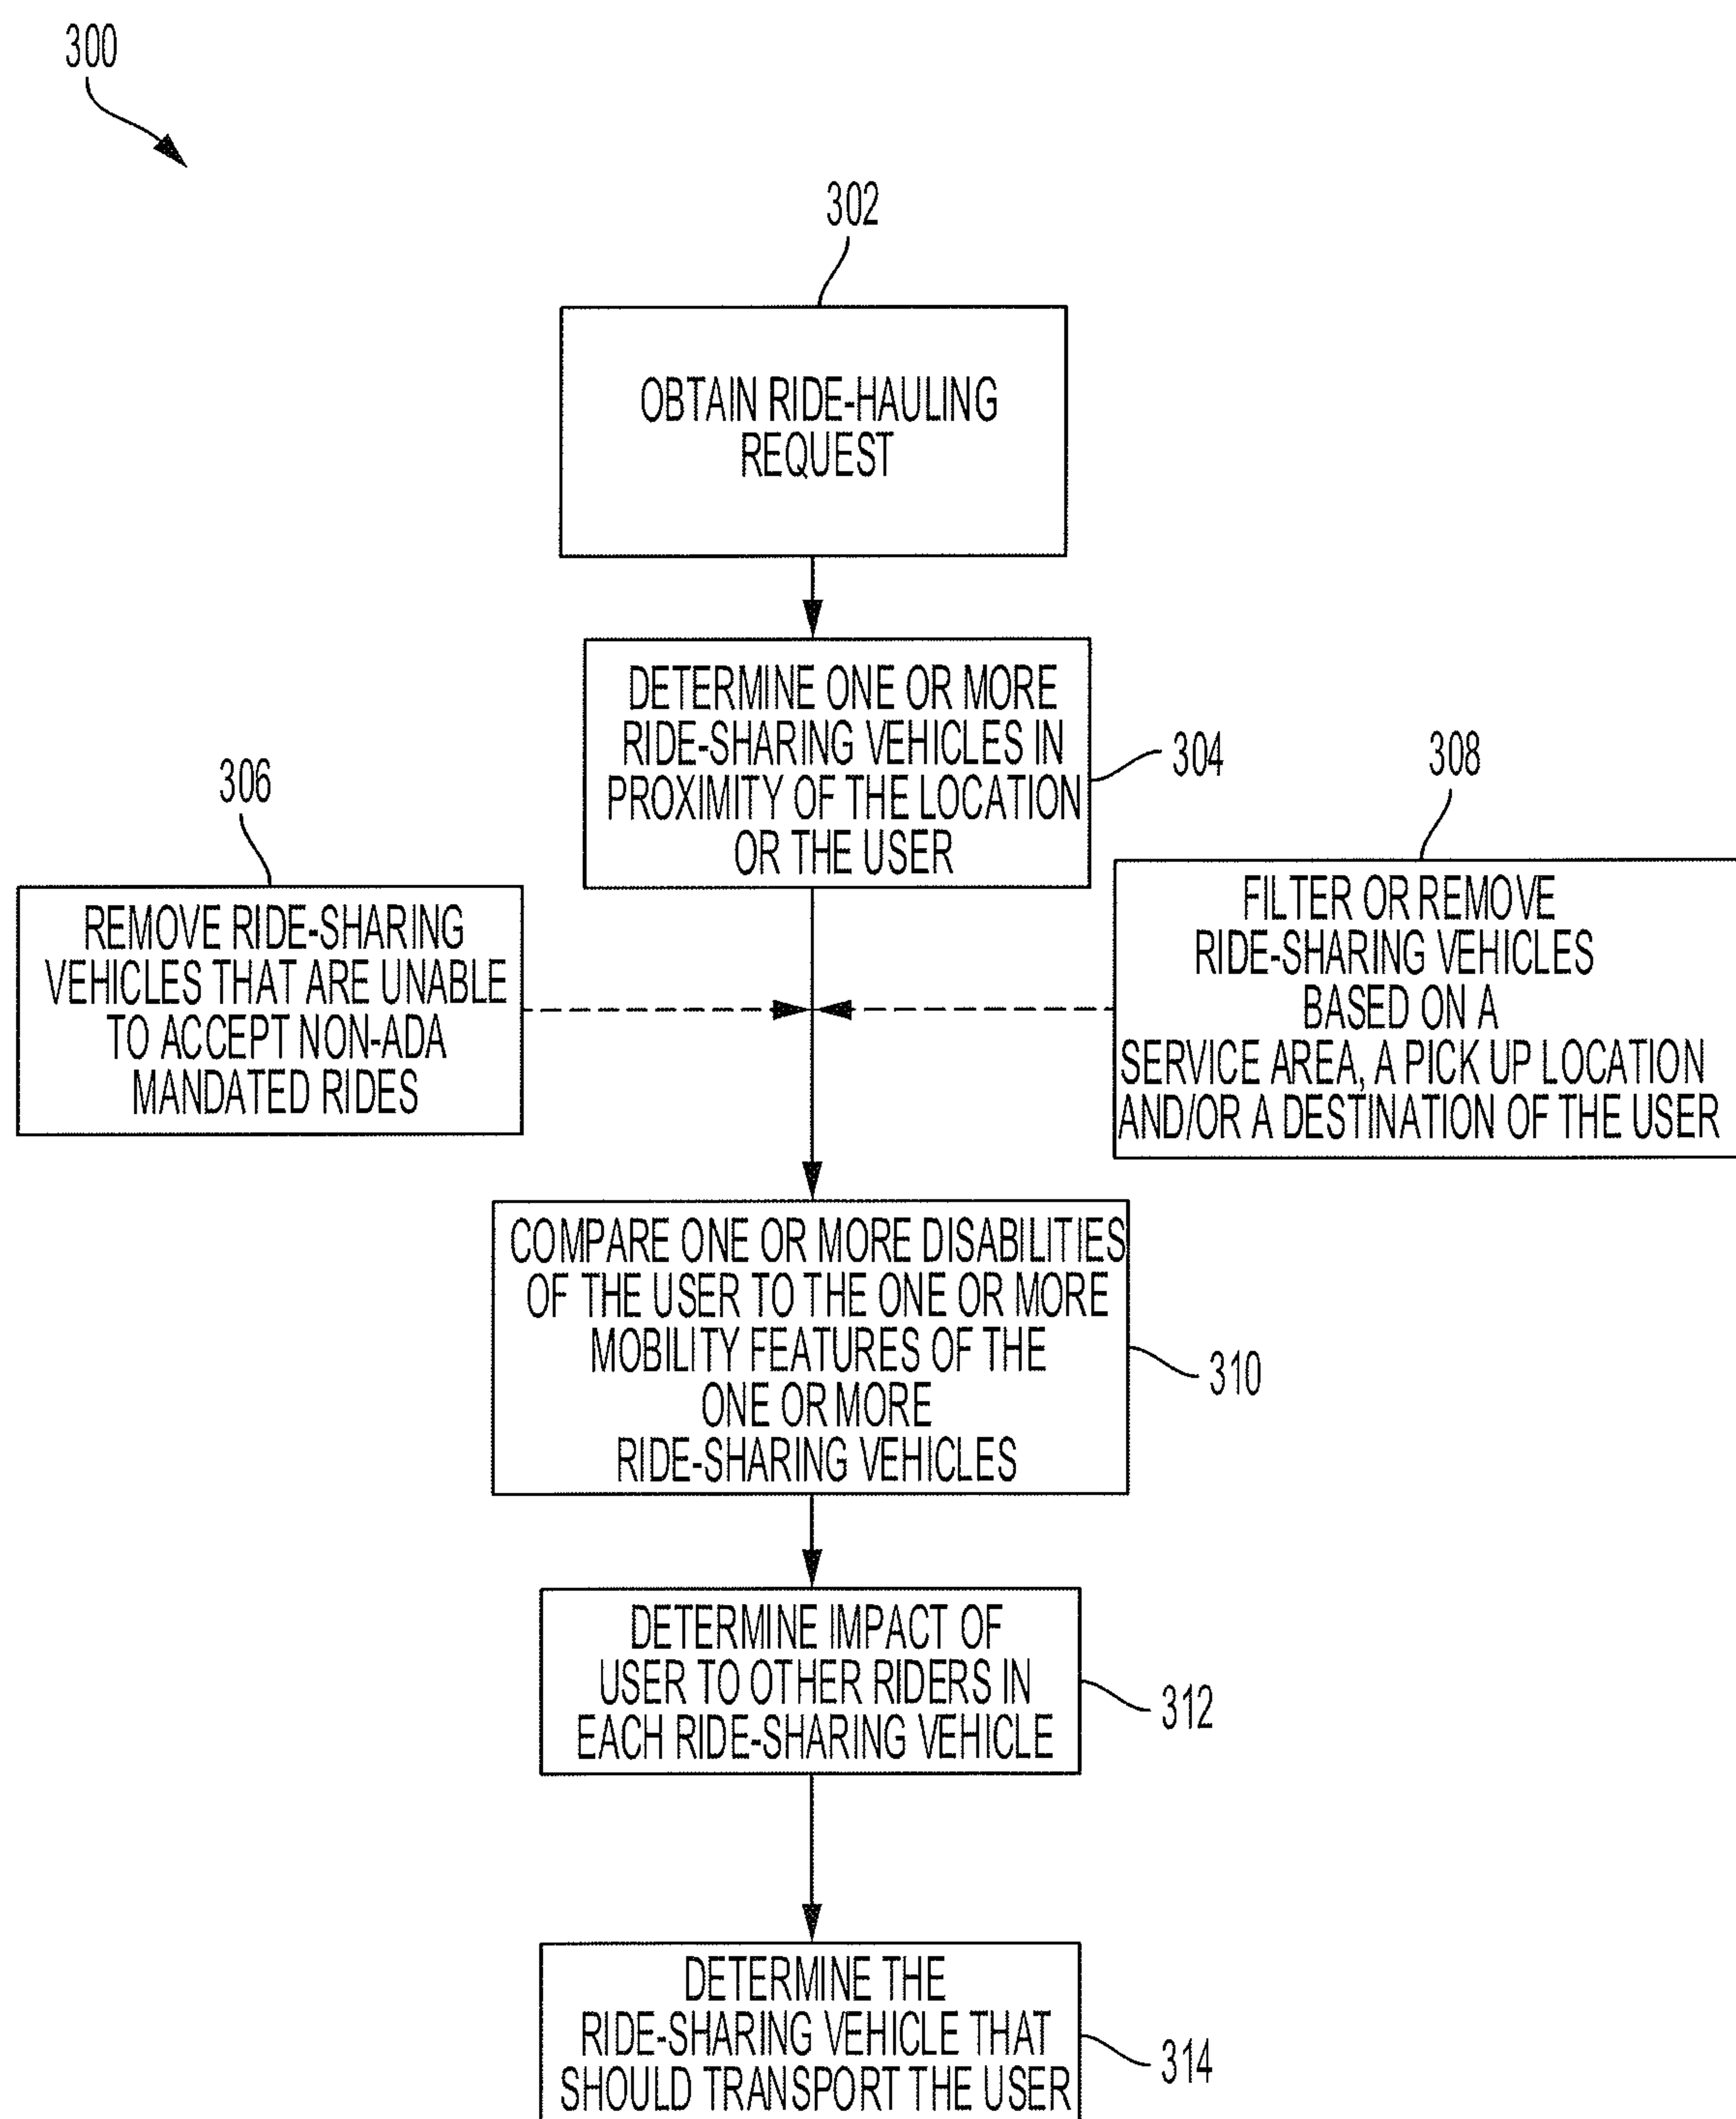 300
302
OBTAIN RIDE-HAULING
REQUEST
DETERMINE ONE OR MORE
RIDE-SHARING VEHICLES IN
PROXIMITY OF THE LOCATION
OR THE USER
304
306
REMOVE RIDE-SHARING
VEHICLES THAT ARE UNABLE
TO ACCEPT NON-ADA
MANDATED RIDES
308
FILTER OR REMOVE
RIDE-SHARING VEHICLES
BASED ON A
SERVICE AREA, A PICK UP LOCATION
AND/OR A DESTINATION OF THE USER
COMPARE ONE OR MORE DISABILITIES
OF THE USER TO THE ONE OR MORE
MOBILITY FEATURES OF THE
ONE OR MORE
RIDE-SHARING VEHICLES
310
DETERMINE IMPACT OF
USER TO OTHER RIDERS IN
EACH RIDE-SHARING VEHICLE
312
DETERMINE THE
RIDE-SHARING VEHICLE THAT
SHOULD TRANSPORT THE USER
314